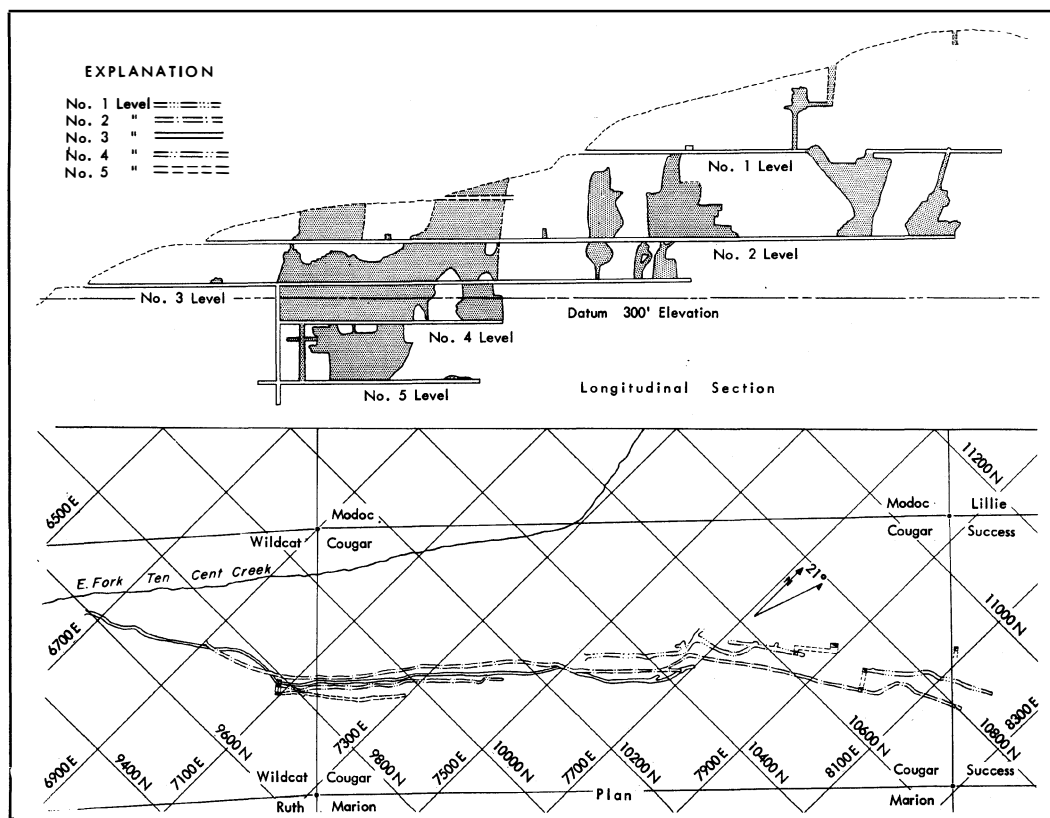 EXPLANATION
No. 1 Level
No. 2 "
No. 3 "
No. 4 "
No. 5 "
No. 1 Level
No. 2 Level
No. 3 Level
Datum 300' Elevation
No. 4 Level
No. 5 Level
Longitudinal Section
6500 E
11200 N
Modoc
Modoc
Lillie
Wildcat
Cougar
Cougar
Success
E. Fork Ten Cent Creek
21°
N
6700 E
11000 N
6900 E
9400 N
7100 E
9600 N
7300 E
9800 N
7500 E
10000 N
7700 E
10200 N
7900 E
10400 N
8100 E
10600 N
10800 N
8300 E
Wildcat
Cougar
Cougar
Success
Ruth
Marion
Plan
Marion